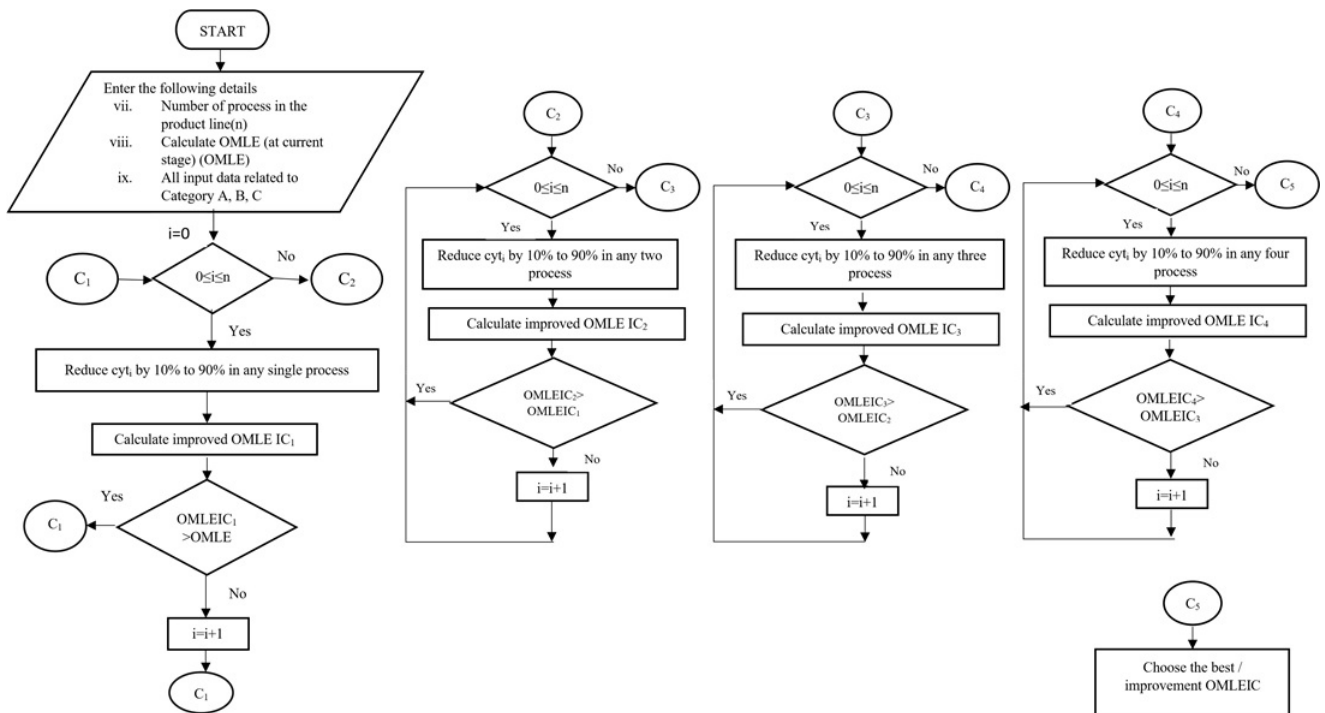 START
Enter the following details
vii. Number of process in the
product line(n)
viii. Calculate OMLE (at current
stage) (OMLE)
ix. All input data related to
Category A, B, C
i=0
C₁
0≤i≤n
No
C₂
Yes
Reduce cytᵢ by 10% to 90% in any single process
Calculate improved OMLE IC₁
Yes
C₁
OMLEIC₁
>OMLE
No
i=i+1
C₁
C₂
0≤i≤n
No
C₃
Yes
Reduce cytᵢ by 10% to 90% in any two
process
Calculate improved OMLE IC₂
Yes
OMLEIC₂>
OMLEIC₁
No
i=i+1
C₃
0≤i≤n
No
C₄
Yes
Reduce cytᵢ by 10% to 90% in any three
process
Calculate improved OMLE IC₃
Yes
OMLEIC₃>
OMLEIC₂
No
i=i+1
C₄
0≤i≤n
No
C₅
Yes
Reduce cytᵢ by 10% to 90% in any four
process
Calculate improved OMLE IC₄
Yes
OMLEIC₄>
OMLEIC₃
No
i=i+1
C₅
Choose the best /
improvement OMLEIC